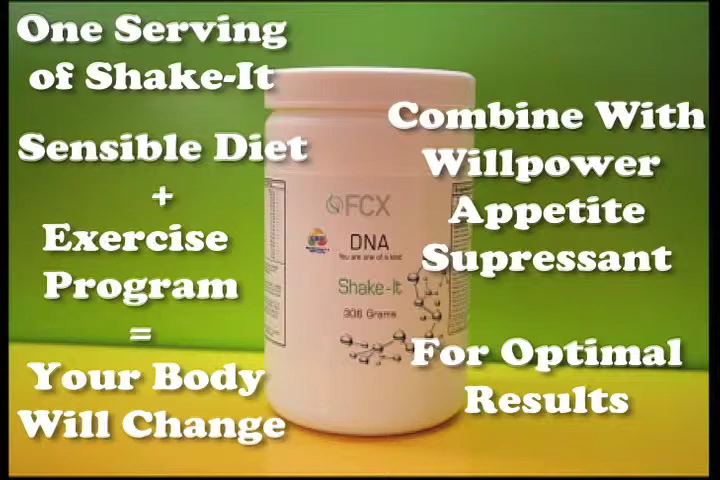 One Serving
of Shake-It
Sensible Diet
+
Exercise
Program
=
Your Body
Will Change
Combine With
Willpower
Appetite
Supressant
For Optimal
Results
FCX
DNA
You are one of a kind
Shake-It
306 Grams